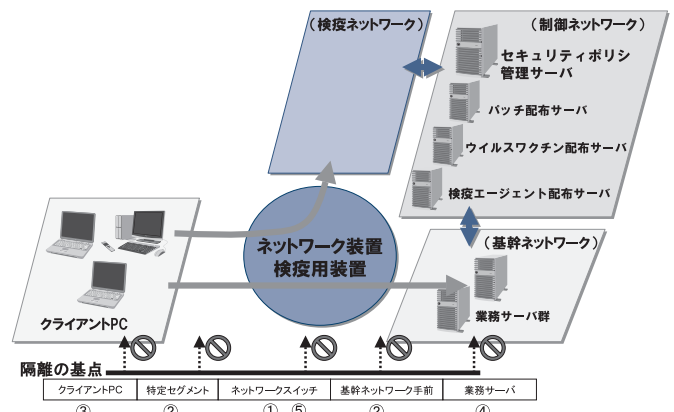 (検疫ネットワーク)
(制御ネットワーク)
セキュリティポリシ
管理サーバ
パッチ配布サーバ
ウイルスワクチン配布サーバ
検疫エージェント配布サーバ
ネットワーク装置
検疫用装置
(基幹ネットワーク)
業務サーバ群
クライアントPC
隔離の基点
クライアントPC 特定セグメント ネットワークスイッチ 基幹ネットワーク手前 業務サーバ
③ ② ① ⑤ ② ④